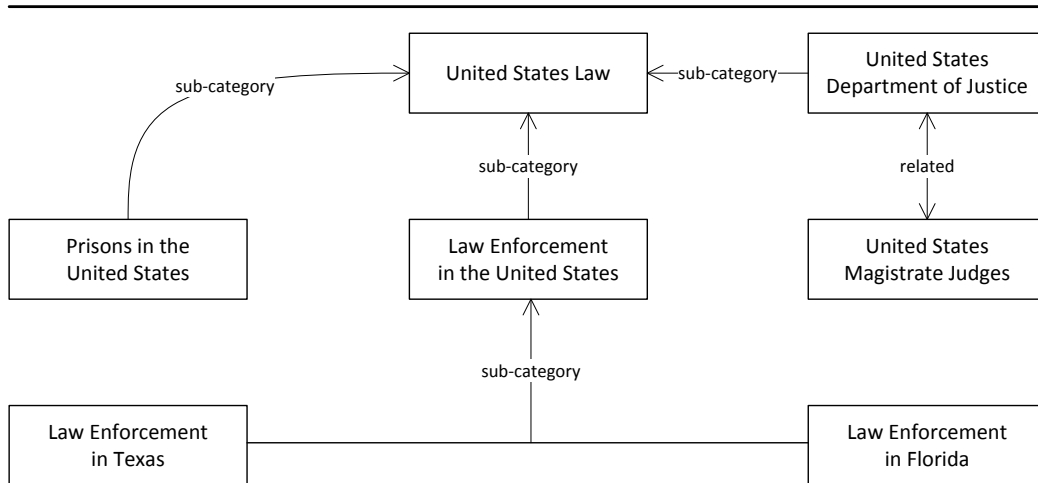 United States Law
United States
Department of Justice
sub-category
sub-category
sub-category
related
Prisons in the
United States
Law Enforcement
in the United States
United States
Magistrate Judges
sub-category
Law Enforcement
in Texas
Law Enforcement
in Florida